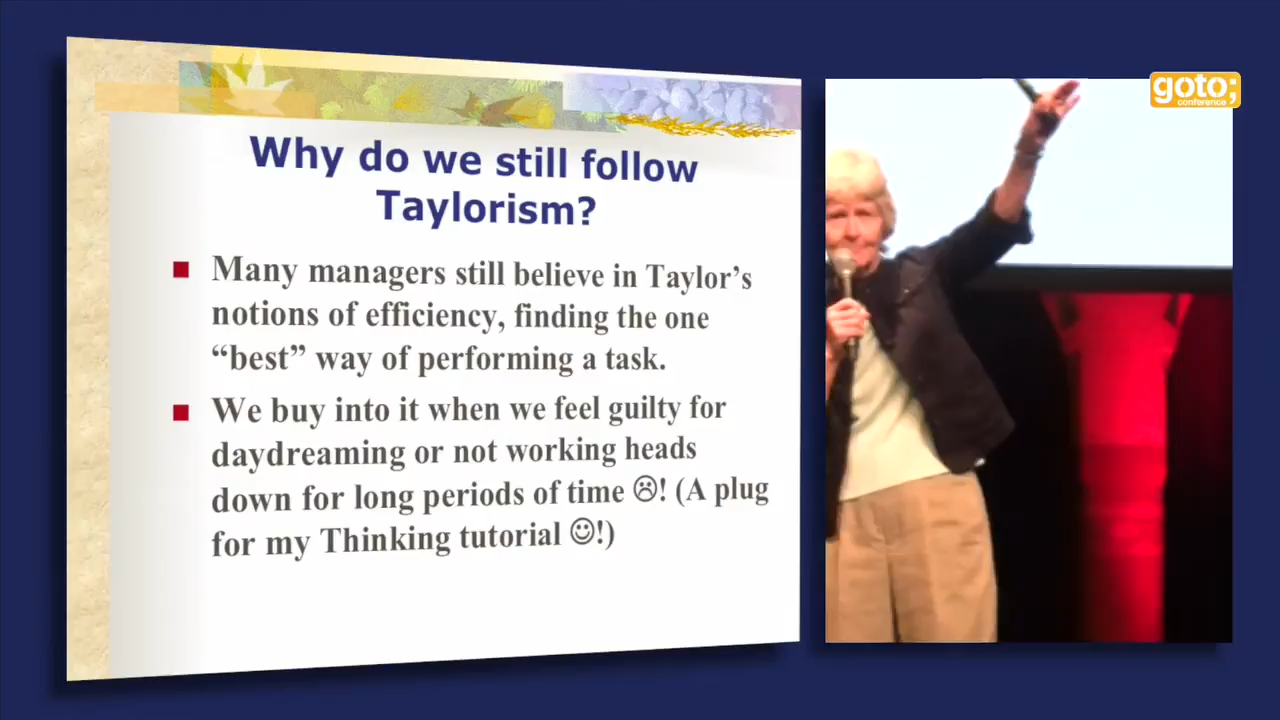 Why do we still follow
Taylorism?
Many managers still believe in Taylor's
notions of efficiency, finding the one
“best” way of performing a task.
We buy into it when we feel guilty for
daydreaming or not working heads
down for long periods of time ☹! (A plug
for my Thinking tutorial ☺!)
goto;
conference